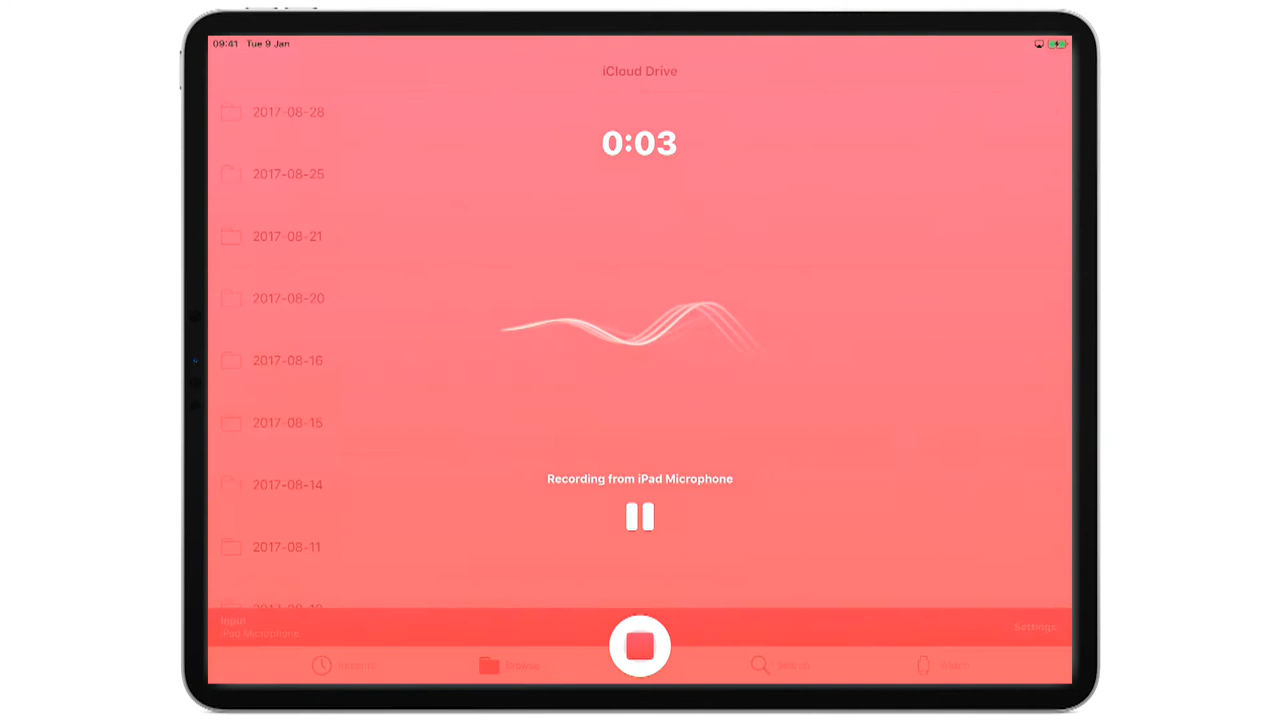 09:41 Tue 9 Jan
iCloud Drive
2017-08-28
0:03
2017-08-25
2017-08-21
2017-08-20
2017-08-16
2017-08-15
2017-08-14
2017-08-11
Recording from iPad Microphone
Input
iPad Microphone
Settings
Browse
Search